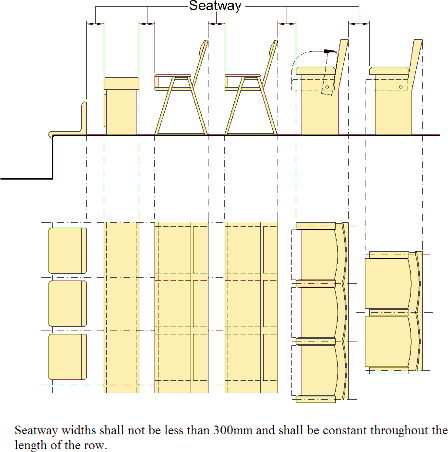 Seatway
Seatway widths shall not be less than 300mm and shall be constant throughout the
length of the row.